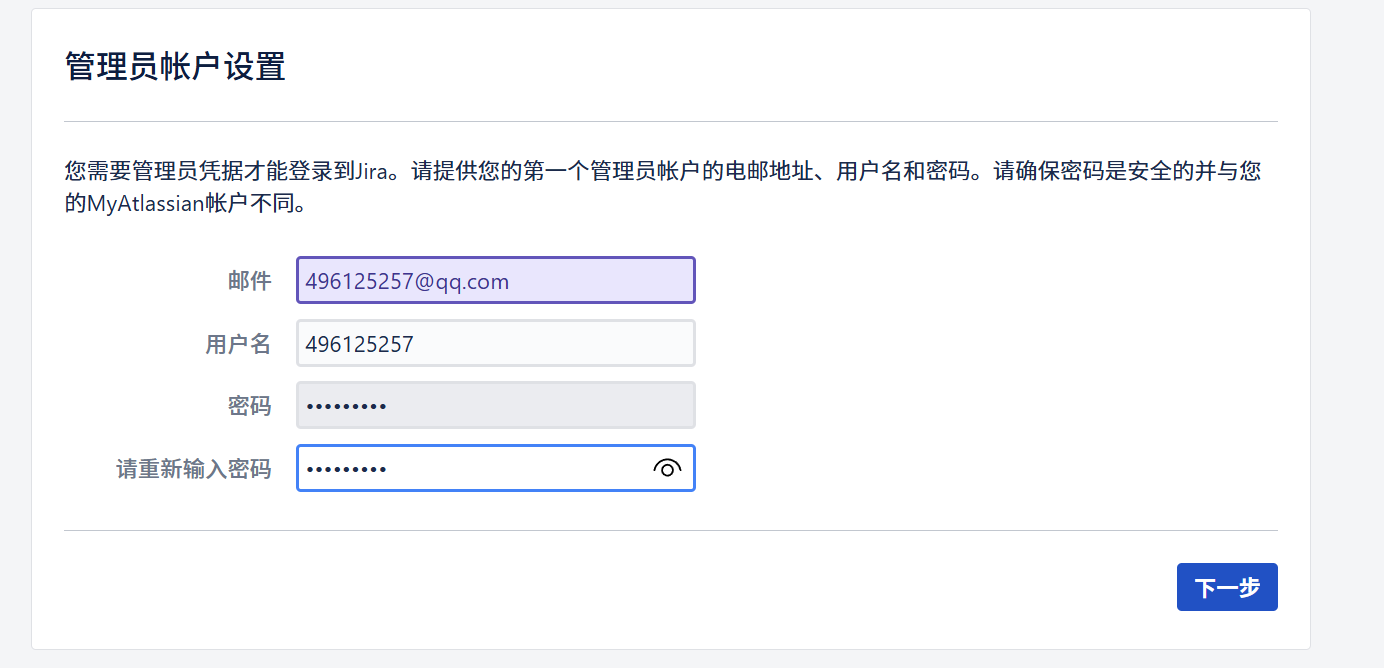 管理员帐户设置
您需要管理员凭据才能登录到Jira。请提供您的第一个管理员帐户的电邮地址、用户名和密码。请确保密码是安全的并与您
的MyAtlassian帐户不同。
邮件 496125257@qq.com
用户名 496125257
密码 •••••••••
请重新输入密码 •••••••••
下一步